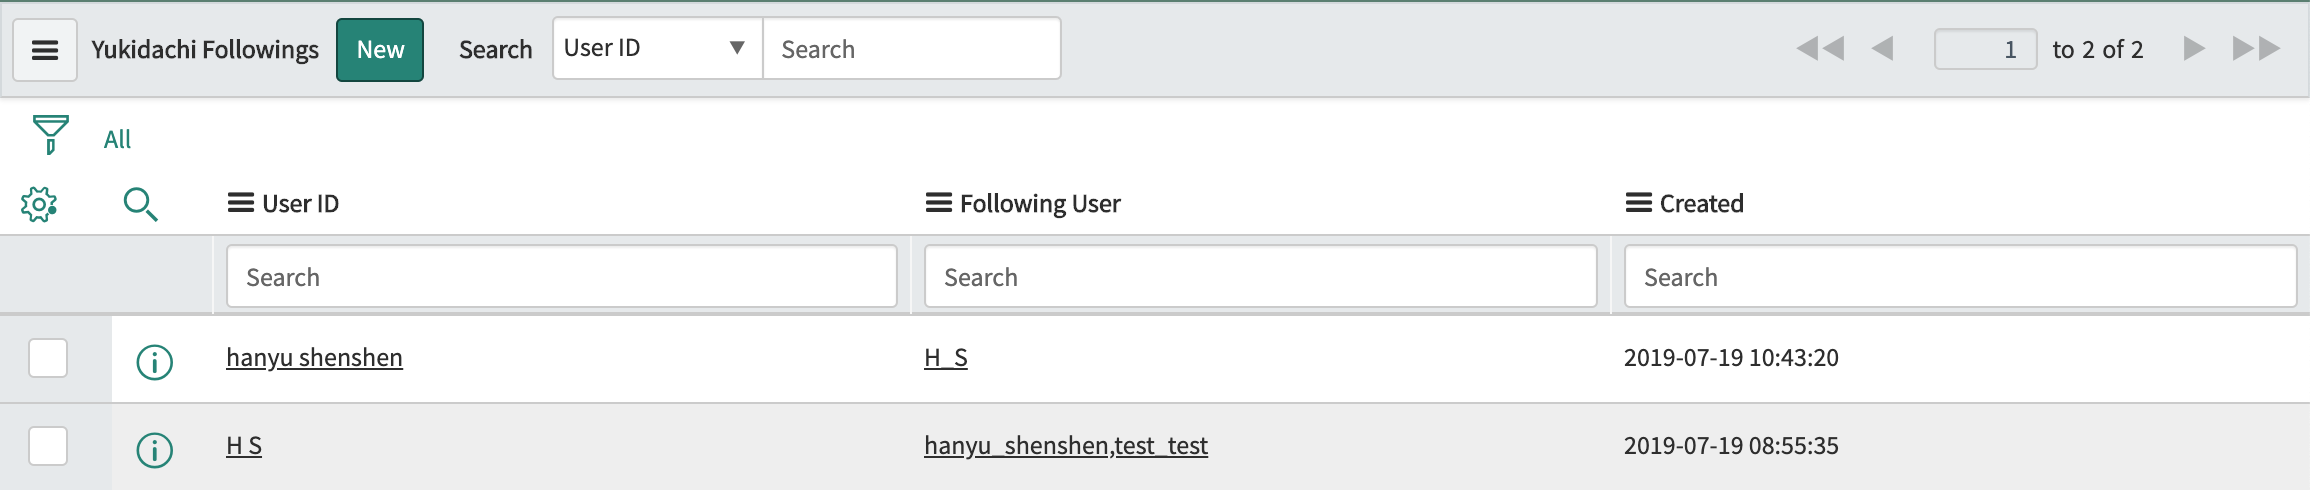 Yukidachi Followings New Search User ID Search 1 to 2 of 2
All
User ID Following User Created
Search Search Search
hanyu shenshen H_S 2019-07-19 10:43:20
H S hanyu_shenshen,test_test 2019-07-19 08:55:35